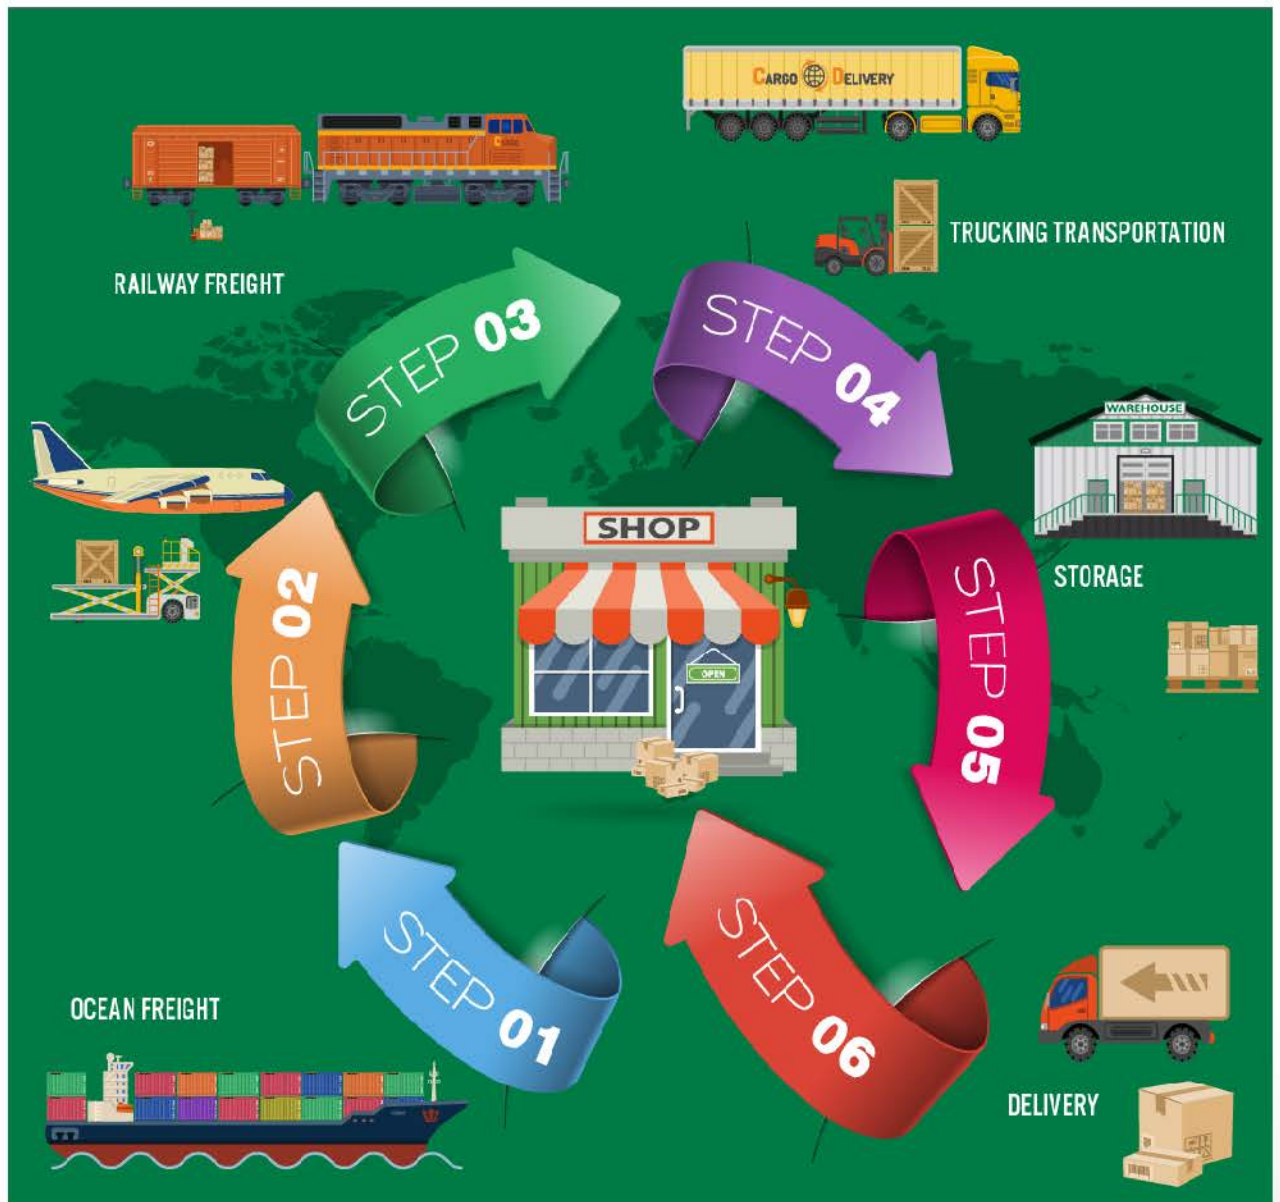 CARGO DELIVERY
TRUCKING TRANSPORTATION
RAILWAY FREIGHT
STEP 03
STEP 04
WAREHOUSE
SHOP
STORAGE
STEP 02
OPEN
STEP 05
STEP 01
STEP 06
OCEAN FREIGHT
DELIVERY